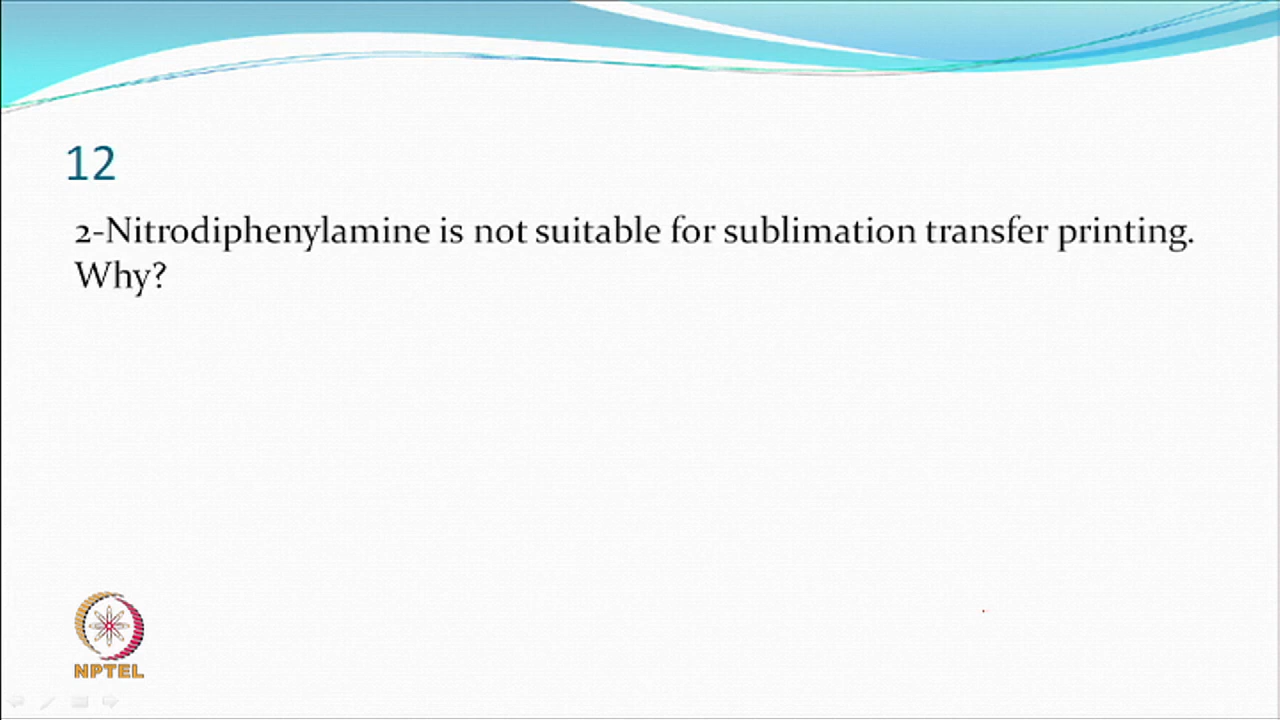 12
2-Nitrodiphenylamine is not suitable for sublimation transfer printing.
Why?
NPTEL